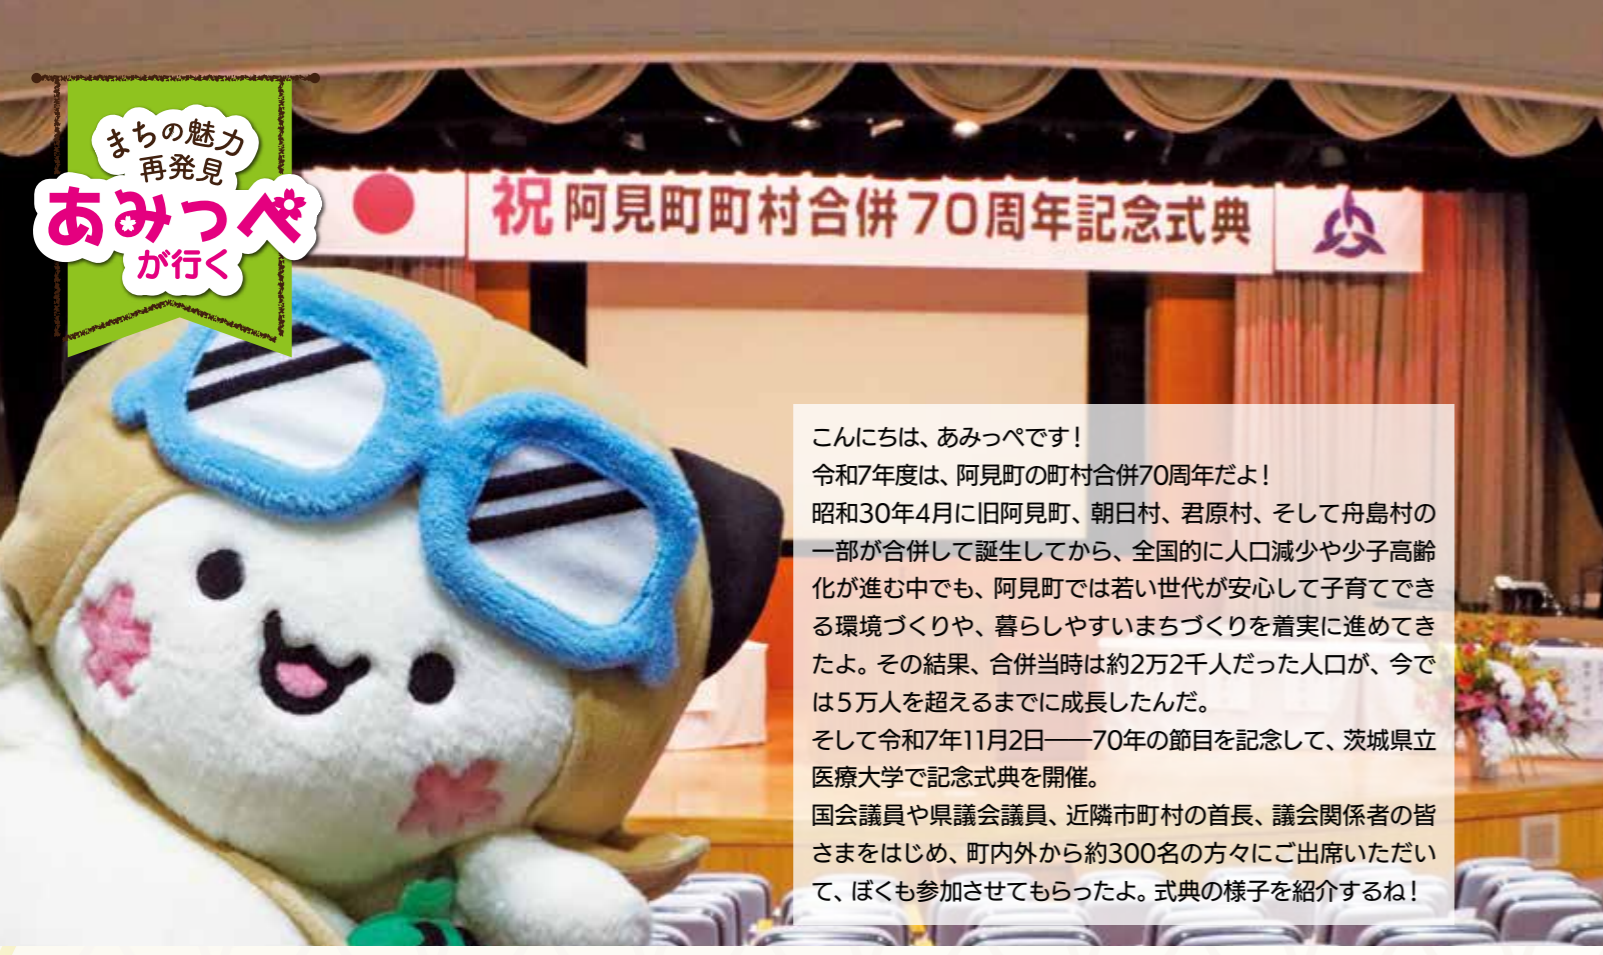 まちの魅力
再発見
あみっぺ
が行く
祝 阿見町町村合併70周年記念式典
こんにちは、あみっぺです！
令和7年度は、阿見町の町村合併70周年だよ！
昭和30年4月に旧阿見町、朝日村、君原村、そして舟島村の
一部が合併して誕生してから、全国的に人口減少や少子高齢
化が進む中でも、阿見町では若い世代が安心して子育てでき
る環境づくりや、暮らしやすいまちづくりを着実に進めてき
たよ。その結果、合併当時は約2万2千人だった人口が、今で
は5万人を超えるまでに成長したんだ。
そして令和7年11月2日――70年の節目を記念して、茨城県立
医療大学で記念式典を開催。
国会議員や県議会議員、近隣市町村の首長、議会関係者の皆
さまをはじめ、町内外から約300名の方々にご出席いただい
て、ぼくも参加させてもらったよ。式典の様子を紹介するね！